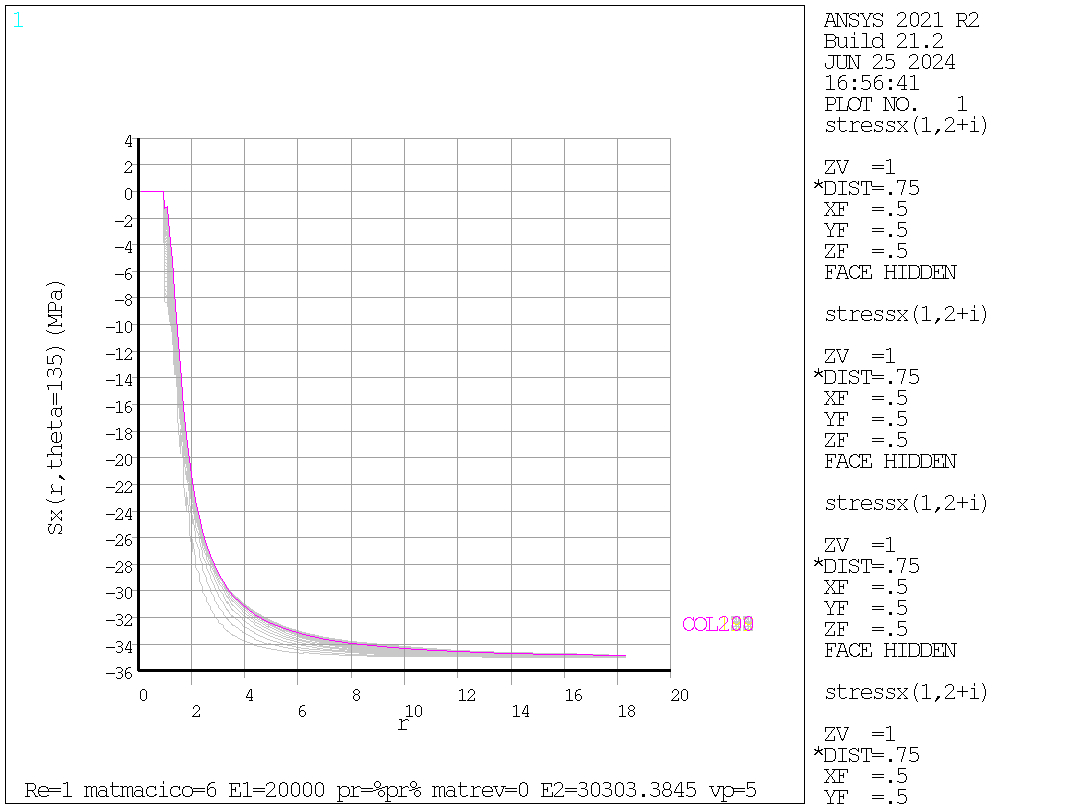 1
ANSYS 2021 R2
Build 21.2
JUN 25 2024
16:56:41
PLOT NO. 1
stressx(1,2+i)
ZV =1
*DIST=.75
XF =.5
YF =.5
ZF =.5
FACE HIDDEN
stressx(1,2+i)
ZV =1
*DIST=.75
XF =.5
YF =.5
ZF =.5
FACE HIDDEN
stressx(1,2+i)
ZV =1
*DIST=.75
XF =.5
YF =.5
ZF =.5
FACE HIDDEN
stressx(1,2+i)
ZV =1
*DIST=.75
XF =.5
YF =.5
Sx(r,theta=135)(MPa)
4
2
0
-2
-4
-6
-8
-10
-12
-14
-16
-18
-20
-22
-24
-26
-28
-30
-32
-34
-36
0 4 8 12 16 20
2 6 10 14 18
r
Re=1 matmacico=6 E1=20000 pr=%pr% matrev=0 E2=30303.3845 vp=5